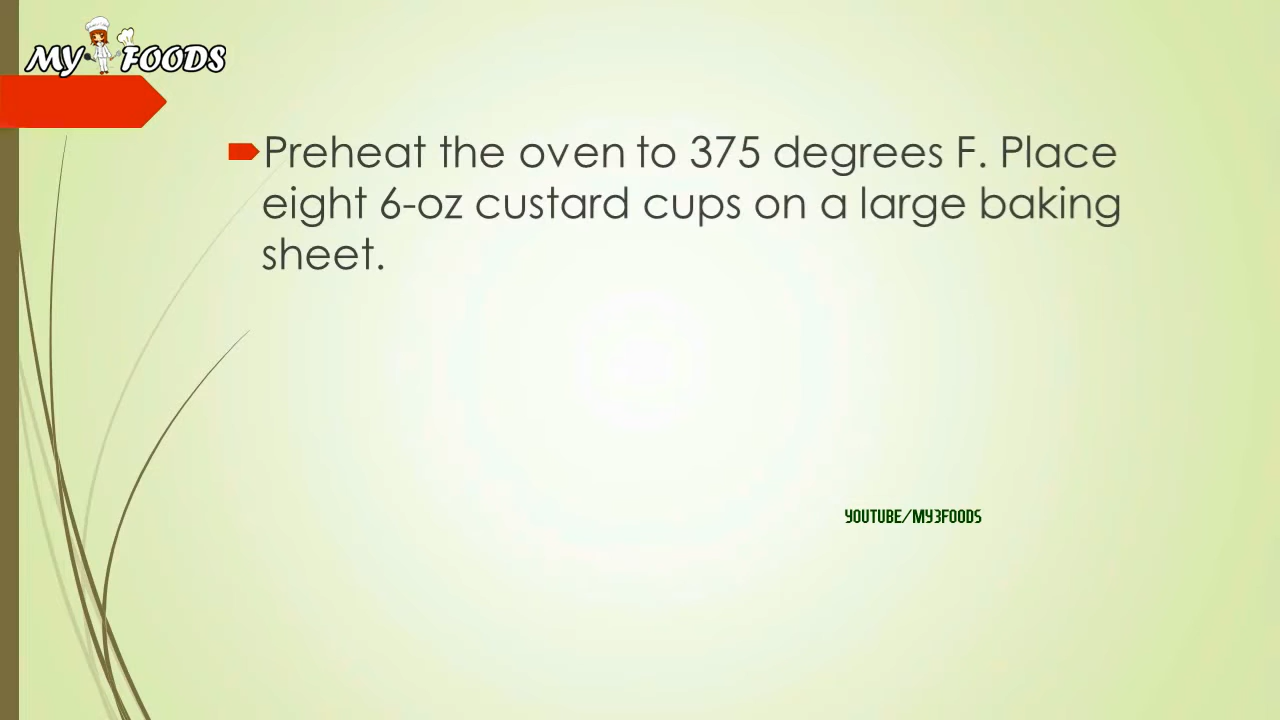 MY FOODS
Preheat the oven to 375 degrees F. Place
eight 6-oz custard cups on a large baking
sheet.
YOUTUBE/MY3FOODS